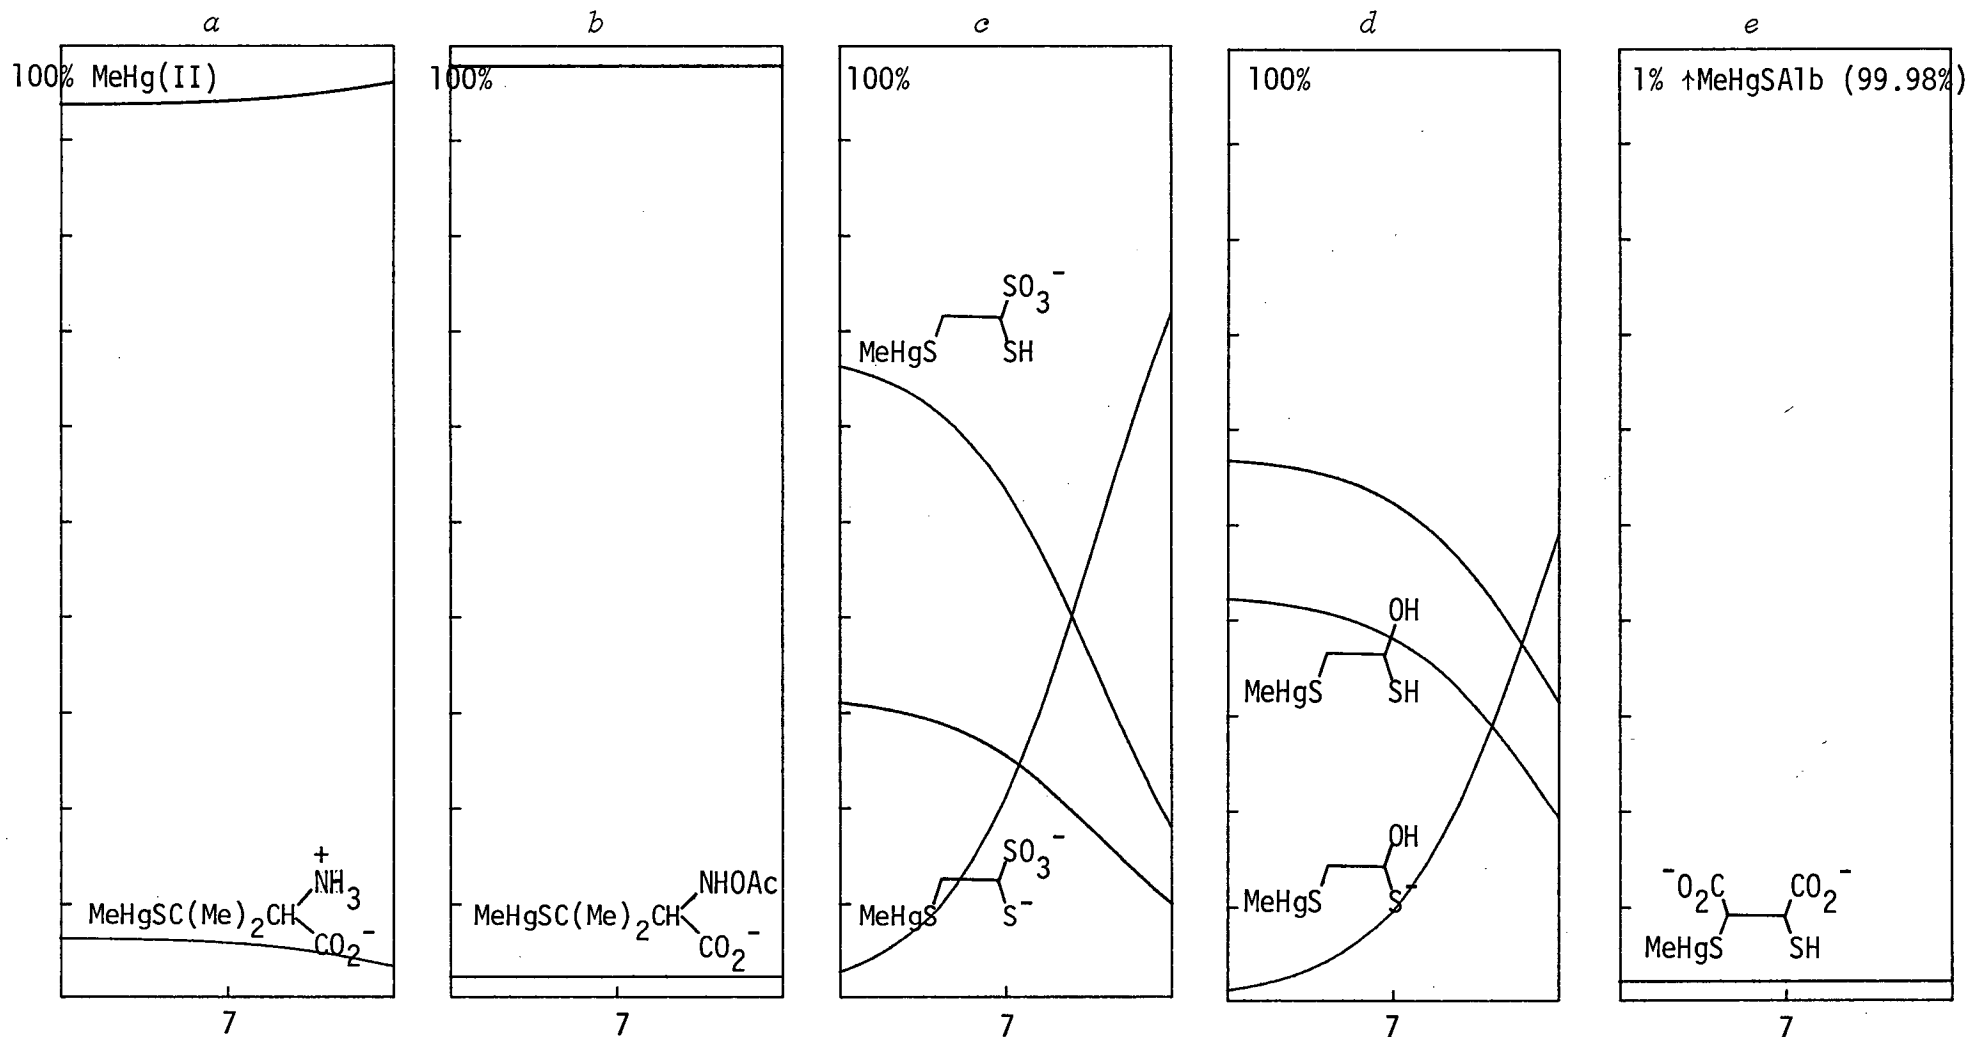 a b c d e
100% MeHg(II)
100%
100%
100%
1% ↑MeHgSAlb (99.98%)
+
NH3
MeHgSC(Me)2CH
CO2-
NHOAc
MeHgSC(Me)2CH
CO2-
SO3-
MeHgS SH
SO3-
MeHgS S-
OH
MeHgS SH
OH
MeHgS S-
-O2C CO2-
MeHgS SH
7 7 7 7 7